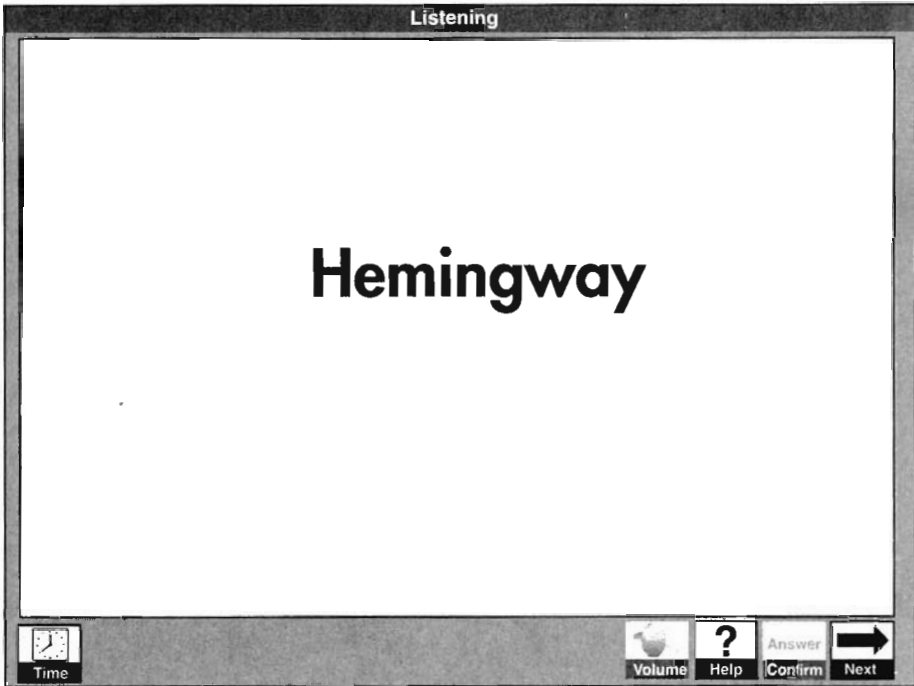 Listening
Hemingway
Time
Volume
?
Help
Answer
Confirm
Next